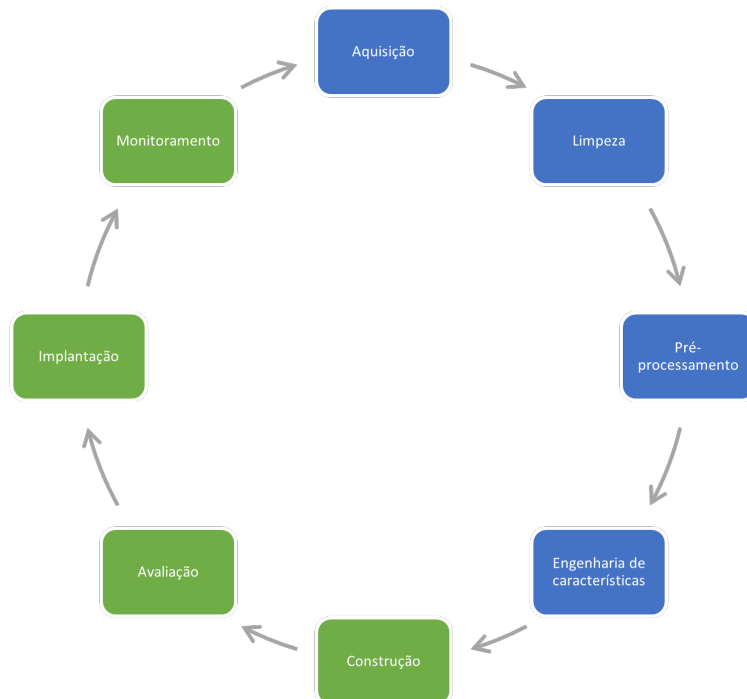 Aquisição
Limpeza
Pré-
processamento
Engenharia de
características
Construção
Avaliação
Implantação
Monitoramento